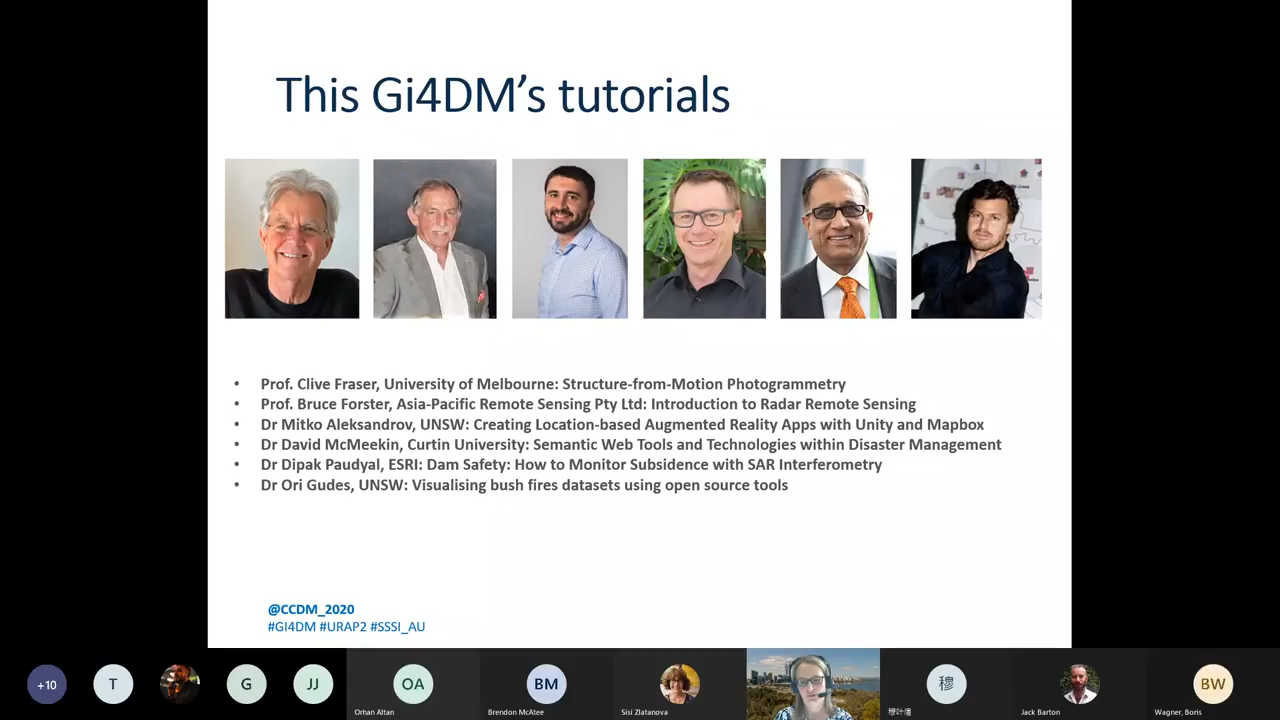 This Gi4DM's tutorials
• Prof. Clive Fraser, University of Melbourne: Structure-from-Motion Photogrammetry
• Prof. Bruce Forster, Asia-Pacific Remote Sensing Pty Ltd: Introduction to Radar Remote Sensing
• Dr Mitko Aleksandrov, UNSW: Creating Location-based Augmented Reality Apps with Unity and Mapbox
• Dr David McMeekin, Curtin University: Semantic Web Tools and Technologies within Disaster Management
• Dr Dipak Paudyal, ESRI: Dam Safety: How to Monitor Subsidence with SAR Interferometry
• Dr Ori Gudes, UNSW: Visualising bush fires datasets using open source tools
@CCDM_2020
#GI4DM #URAP2 #SSSI_AU
+10
T
G
JJ
OA
Orhan Altan
BM
Brendon McAtee
Sisi Zlatanova
穆
Jack Barton
BW
Wagner, Boris